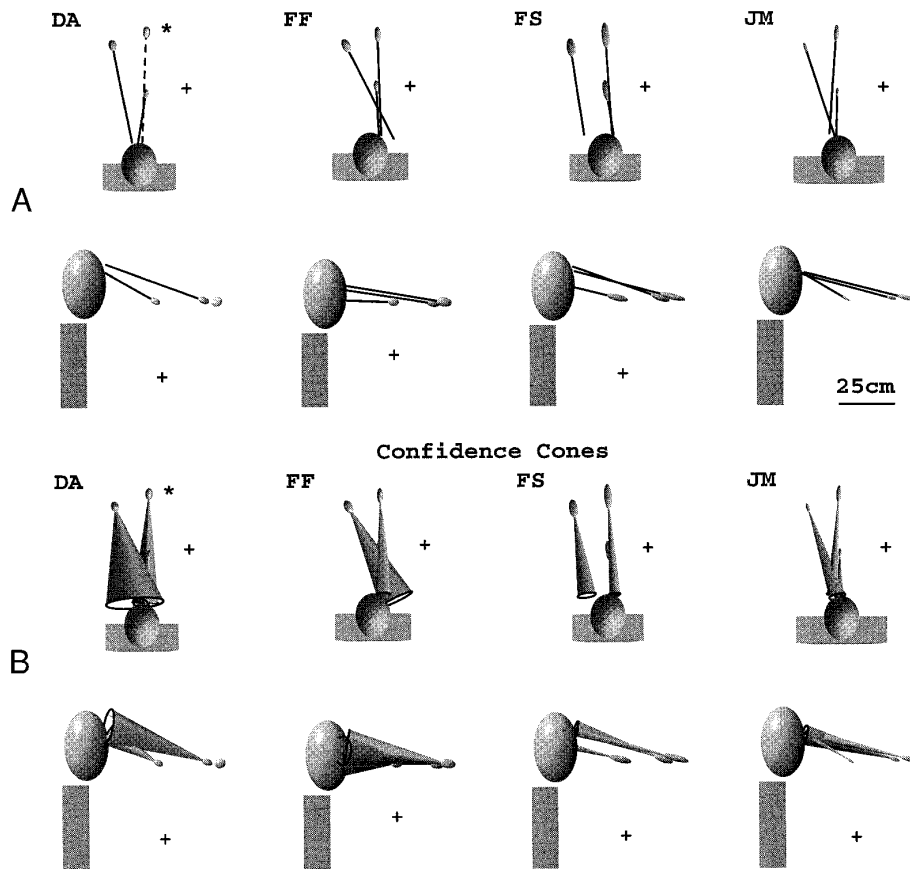 DA FF FS JM
*
+ + + +
A
+ + + +
25cm
Confidence Cones
DA FF FS JM
*
+ + + +
B
+ + + +